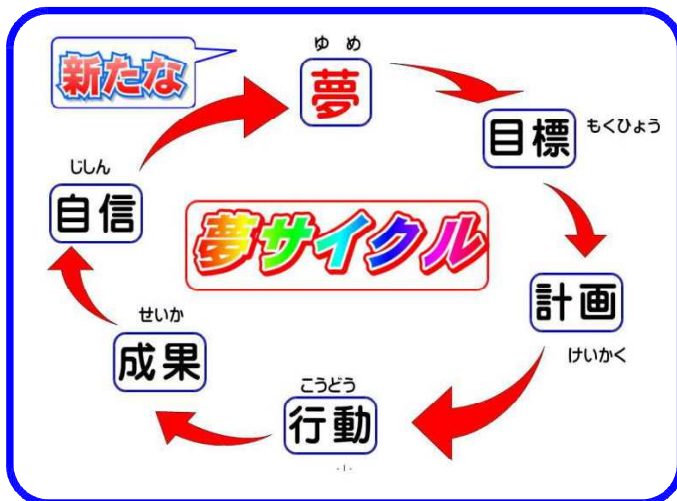 新たな
ゆめ
夢
目標
もくひょう
計画
けいかく
こうどう
行動
せいか
成果
じしん
自信
夢サイクル
- 1 -